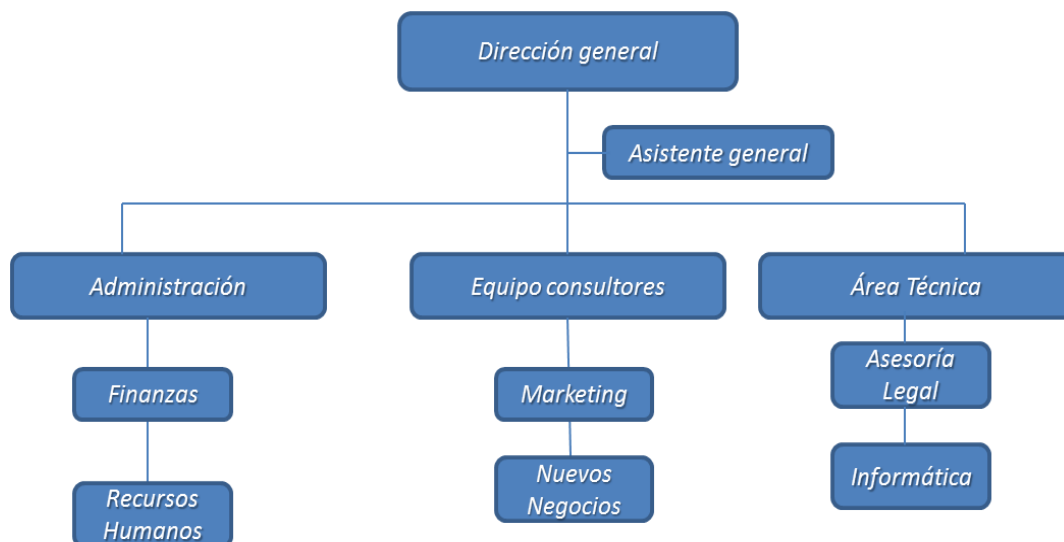 Dirección general
Asistente general
Administración
Equipo consultores
Área Técnica
Finanzas
Marketing
Asesoría
Legal
Recursos
Humanos
Nuevos
Negocios
Informática